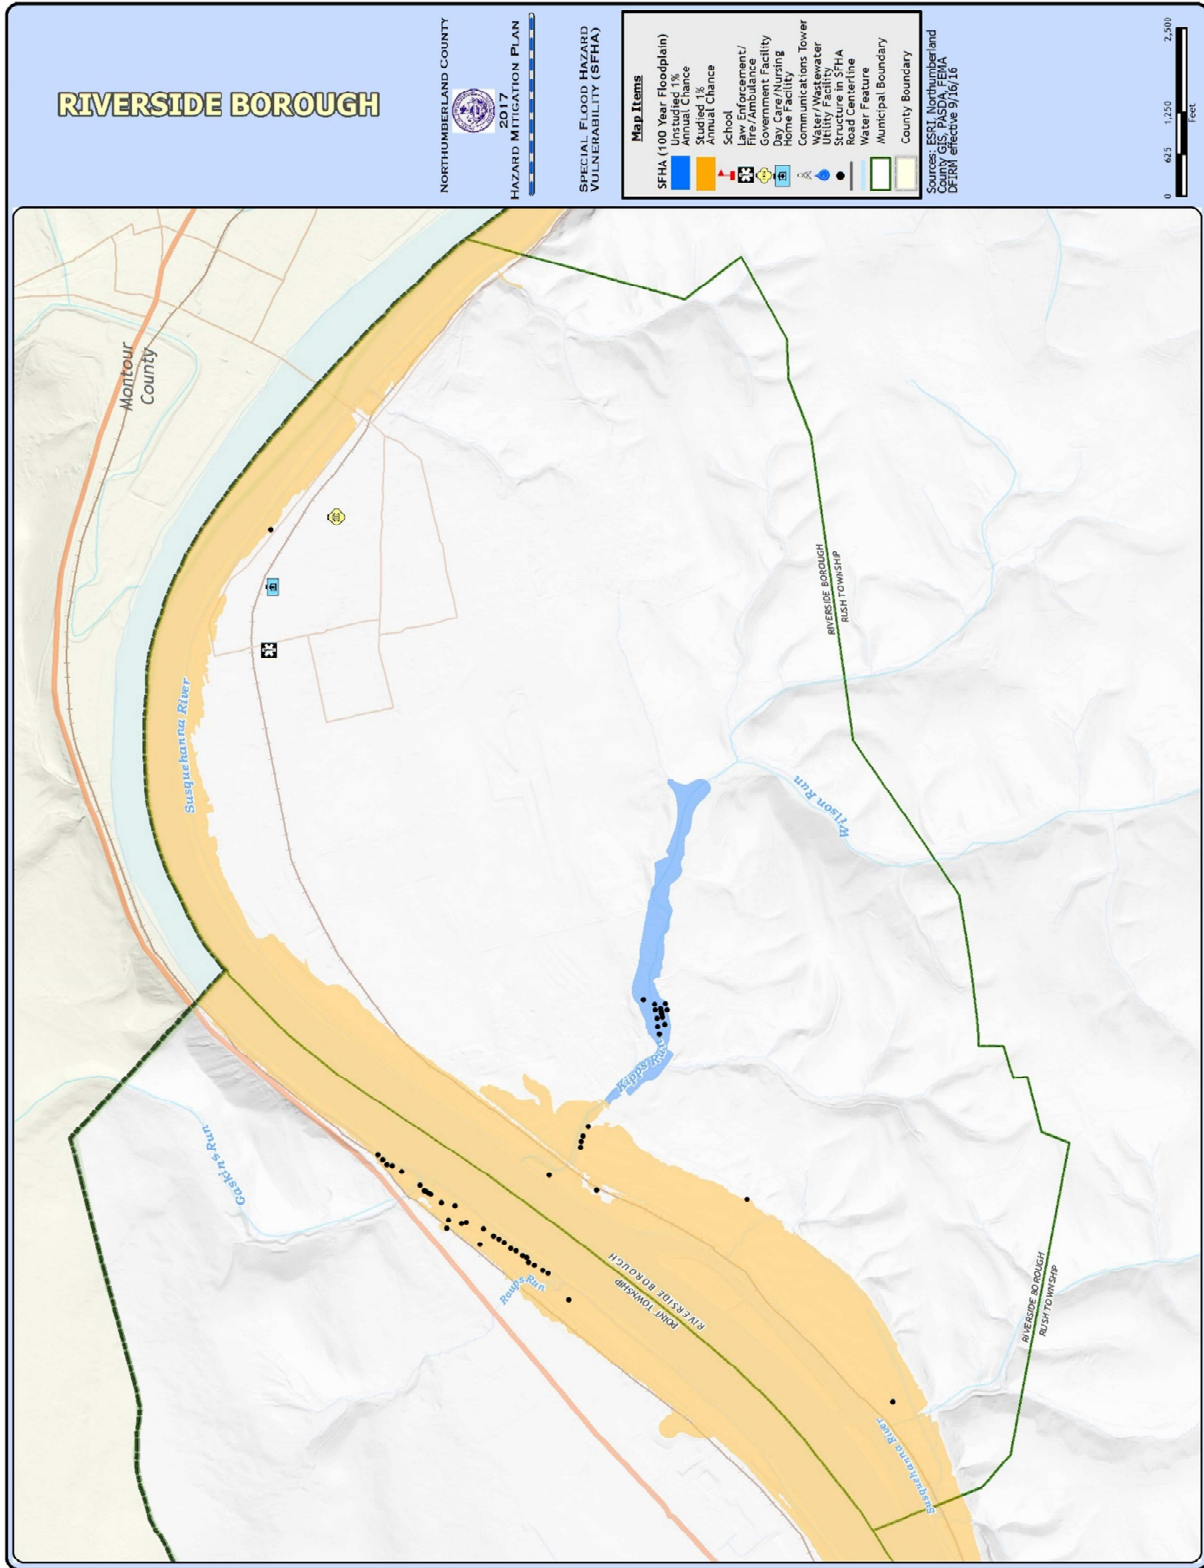 RIVERSIDE BOROUGH
NORTHUMBERLAND COUNTY
2017
HAZARD MITIGATION PLAN
SPECIAL FLOOD HAZARD
VULNERABILITY (SFHA)
Map Items
SFHA (100 Year Floodplain)
Unstudied 1%
Annual Chance
Studied 1%
Annual Chance
School
Law Enforcement/
Fire/Ambulance
Government Facility
Day Care/Nursing
Home Facility
Communications Tower
Water/Wastewater
Utility Facility
Structure in SFHA
Road Centerline
Water Feature
Municipal Boundary
County Boundary
Sources: ESRI, Northumberland
County GIS, PASDA, FEMA
DFIRM effective 9/16/16
0 625 1,250 2,500
Feet
Montour
County
Susquehanna River
RIVERSIDE BOROUGH
RUSH TOWNSHIP
Wilson Run
Kipps Run
Gaskins Run
Roups Run
POINT TOWNSHIP
RIVERSIDE BOROUGH
RIVERSIDE BOROUGH
RUSH TOWNSHIP
Susquehanna River